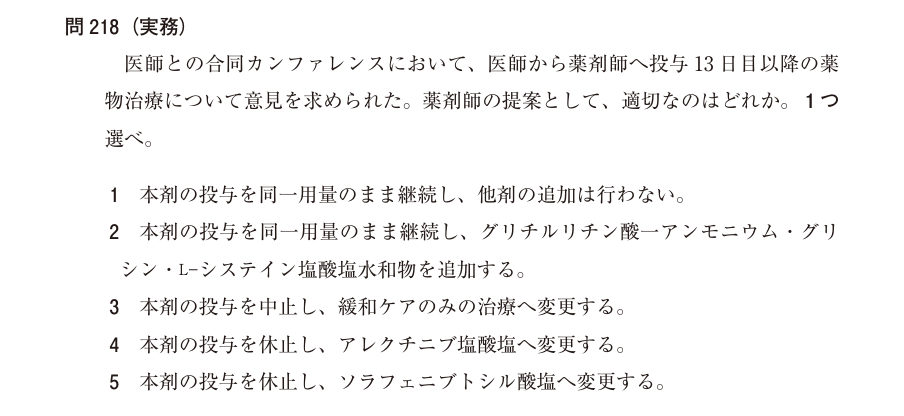 問 218（実務）
医師との合同カンファレンスにおいて、医師から薬剤師へ投与 13 日目以降の薬
物治療について意見を求められた。薬剤師の提案として、適切なのはどれか。1つ
選べ。
1 本剤の投与を同一用量のまま継続し、他剤の追加は行わない。
2 本剤の投与を同一用量のまま継続し、グリチルリチン酸一アンモニウム・グリ
シン・L-システイン塩酸塩水和物を追加する。
3 本剤の投与を中止し、緩和ケアのみの治療へ変更する。
4 本剤の投与を休止し、アレクチニブ塩酸塩へ変更する。
5 本剤の投与を休止し、ソラフェニブトシル酸塩へ変更する。